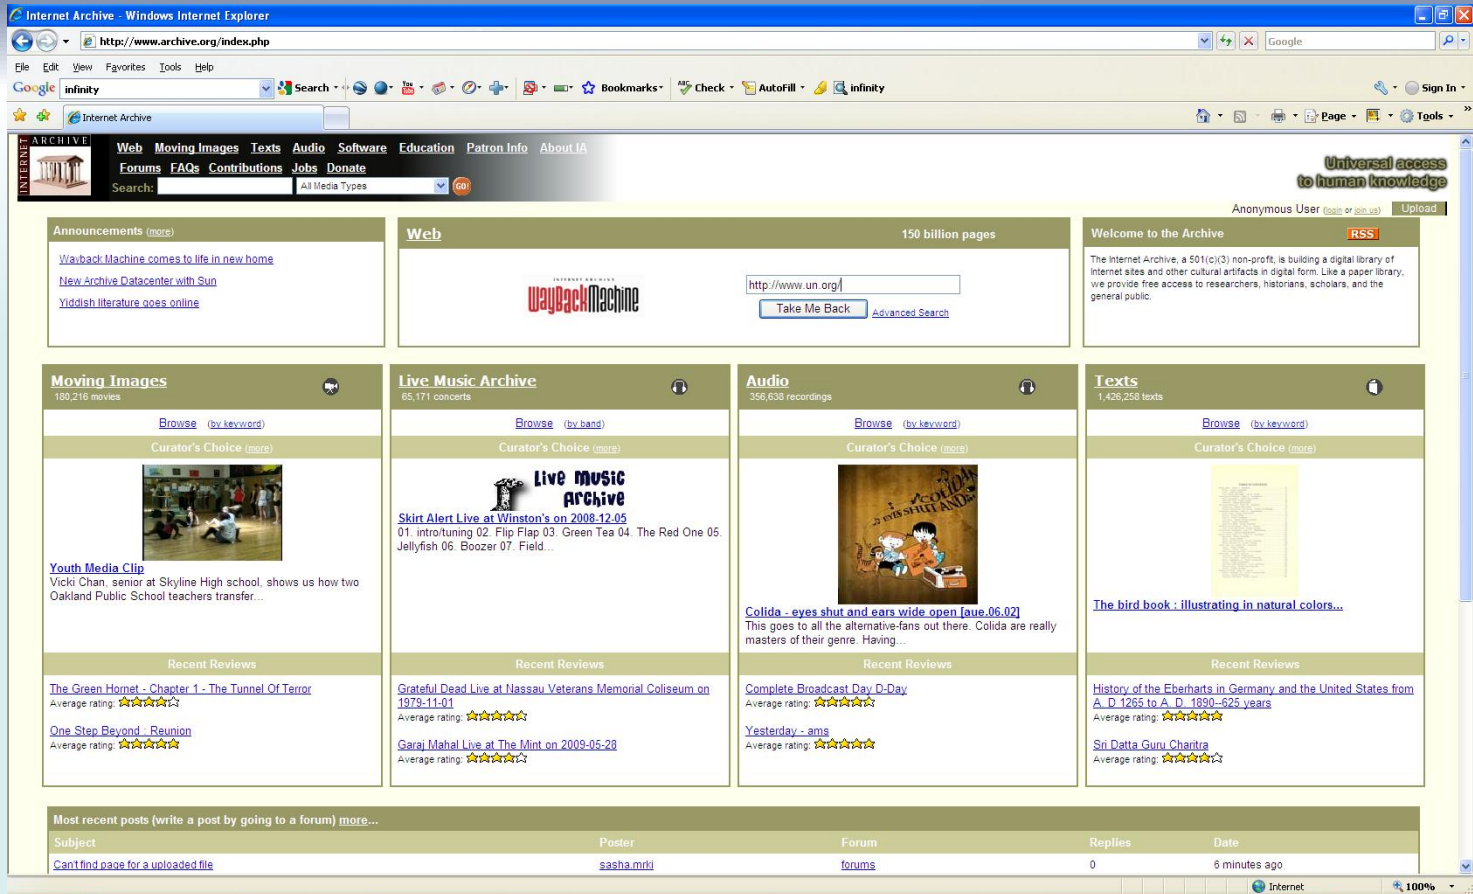 Internet Archive - Windows Internet Explorer
http://www.archive.org/index.php
Google
File Edit View Favorites Tools Help
Google infinity Search Bookmarks Check AutoFill infinity Sign In
Internet Archive
Page Tools
INTERNET ARCHIVE
Web Moving Images Texts Audio Software Education Patron Info About IA
Forums FAQs Contributions Jobs Donate
Search: All Media Types GO!
Universal access
to human knowledge
Anonymous User (login or join us) Upload
Announcements (more)
Wayback Machine comes to life in new home
New Archive Datacenter with Sun
Yiddish literature goes online
Web 150 billion pages
INTERNET ARCHIVE
WayBackMachine
http://www.un.org/
Take Me Back Advanced Search
Welcome to the Archive RSS
The Internet Archive, a 501(c)(3) non-profit, is building a digital library of
Internet sites and other cultural artifacts in digital form. Like a paper library,
we provide free access to researchers, historians, scholars, and the
general public.
Moving Images
180,216 movies
Browse (by keyword)
Curator's Choice (more)
Youth Media Clip
Vicki Chan, senior at Skyline High school, shows us how two
Oakland Public School teachers transfer...
Recent Reviews
The Green Hornet - Chapter 1 - The Tunnel Of Terror
Average rating:
One Step Beyond : Reunion
Average rating:
Live Music Archive
65,171 concerts
Browse (by band)
Curator's Choice (more)
Live Music
Archive
Skirt Alert Live at Winston's on 2008-12-05
01. intro/tuning 02. Flip Flap 03. Green Tea 04. The Red One 05.
Jellyfish 06. Boozer 07. Field...
Recent Reviews
Grateful Dead Live at Nassau Veterans Memorial Coliseum on
1979-11-01
Average rating:
Garaj Mahal Live at The Mint on 2009-05-28
Average rating:
Audio
356,638 recordings
Browse (by keyword)
Curator's Choice (more)
COLIDA
EYES SHUT AND
Colida - eyes shut and ears wide open [aue.06.02]
This goes to all the alternative-fans out there. Colida are really
masters of their genre. Having...
Recent Reviews
Complete Broadcast Day D-Day
Average rating:
Yesterday - ams
Average rating:
Texts
1,426,258 texts
Browse (by keyword)
Curator's Choice (more)
The bird book : illustrating in natural colors...
Recent Reviews
History of the Eberharts in Germany and the United States from
A. D. 1265 to A. D. 1890--625 years
Average rating:
Sri Datta Guru Charitra
Average rating:
Most recent posts (write a post by going to a forum) more...
Subject Poster Forum Replies Date
Can't find page for a uploaded file sasha.mrki forums 0 6 minutes ago
Internet 100%